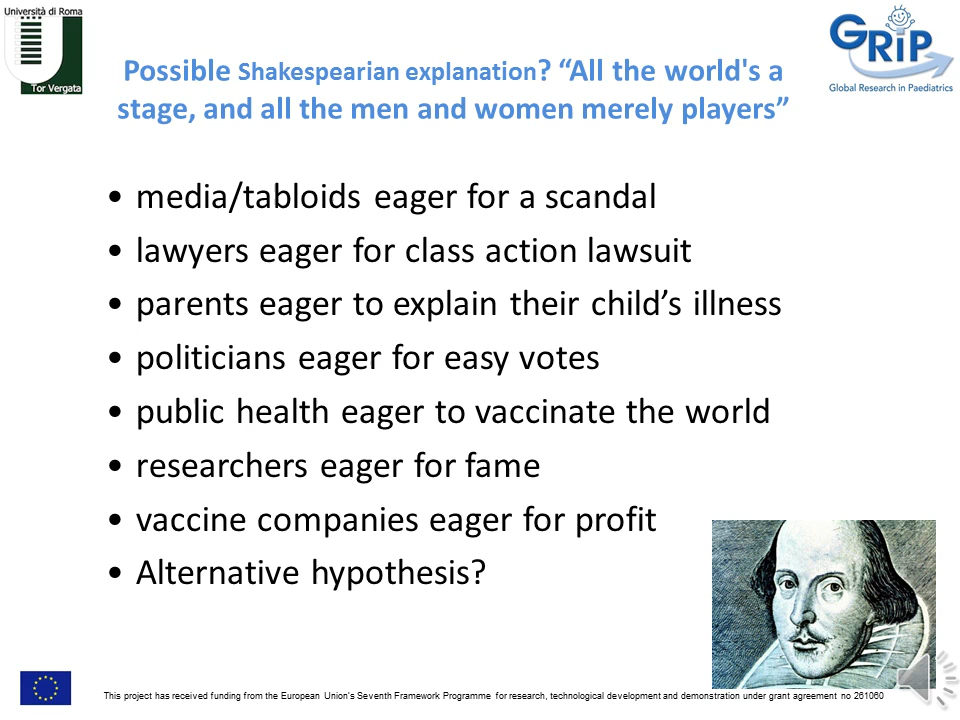 Università di Roma
Tor Vergata
GRiP
Global Research in Paediatrics
Possible Shakespearian explanation? “All the world's a
stage, and all the men and women merely players”
• media/tabloids eager for a scandal
• lawyers eager for class action lawsuit
• parents eager to explain their child’s illness
• politicians eager for easy votes
• public health eager to vaccinate the world
• researchers eager for fame
• vaccine companies eager for profit
• Alternative hypothesis?
This project has received funding from the European Union's Seventh Framework Programme for research, technological development and demonstration under grant agreement no 261060